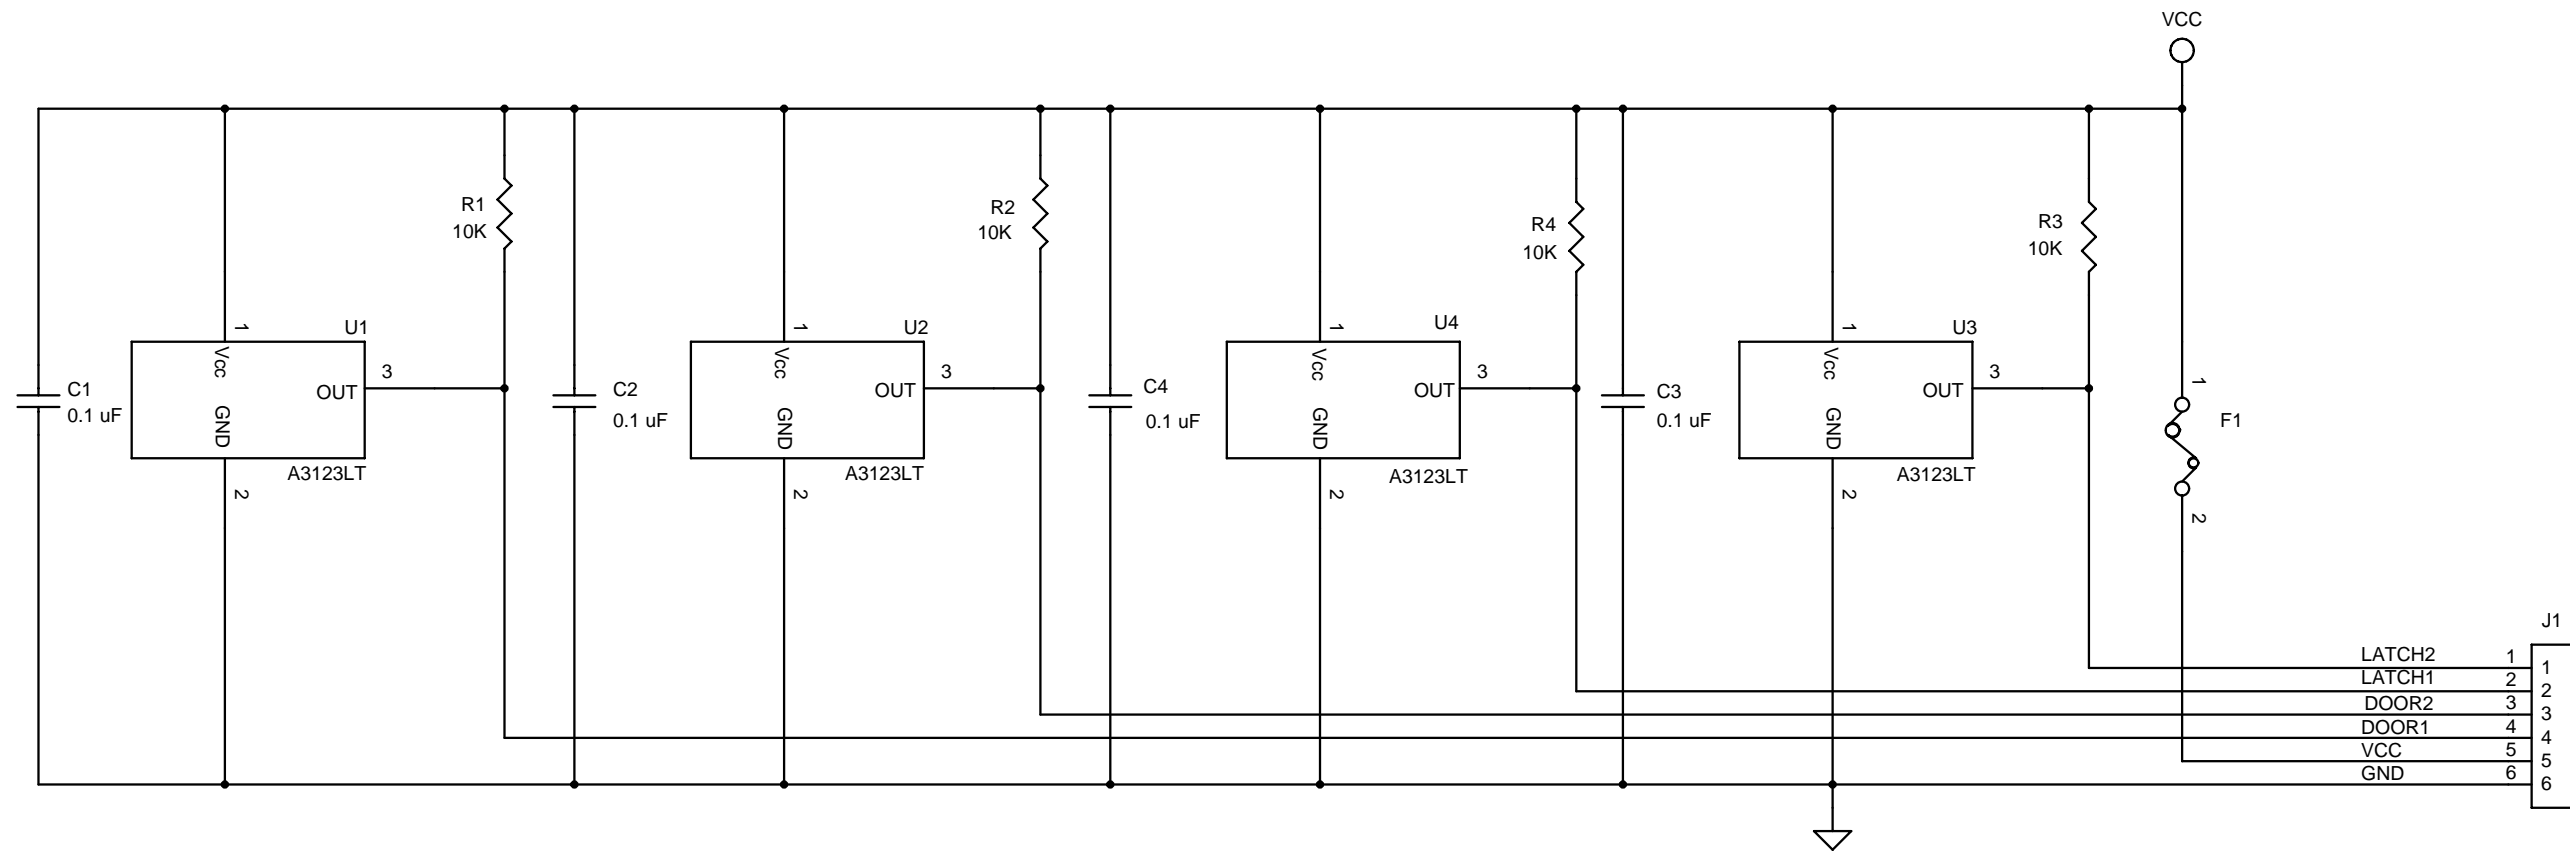 VCC
R1
10K
R2
10K
R4
10K
R3
10K
1
U1
Vcc
OUT
GND
3
A3123LT
2
C1
0.1 uF
1
U2
Vcc
OUT
GND
3
A3123LT
2
C2
0.1 uF
1
U4
Vcc
OUT
GND
3
A3123LT
2
C4
0.1 uF
1
U3
Vcc
OUT
GND
3
A3123LT
2
C3
0.1 uF
1
F1
2
J1
LATCH2 1 1
LATCH1 2 2
DOOR2 3 3
DOOR1 4 4
VCC 5 5
GND 6 6